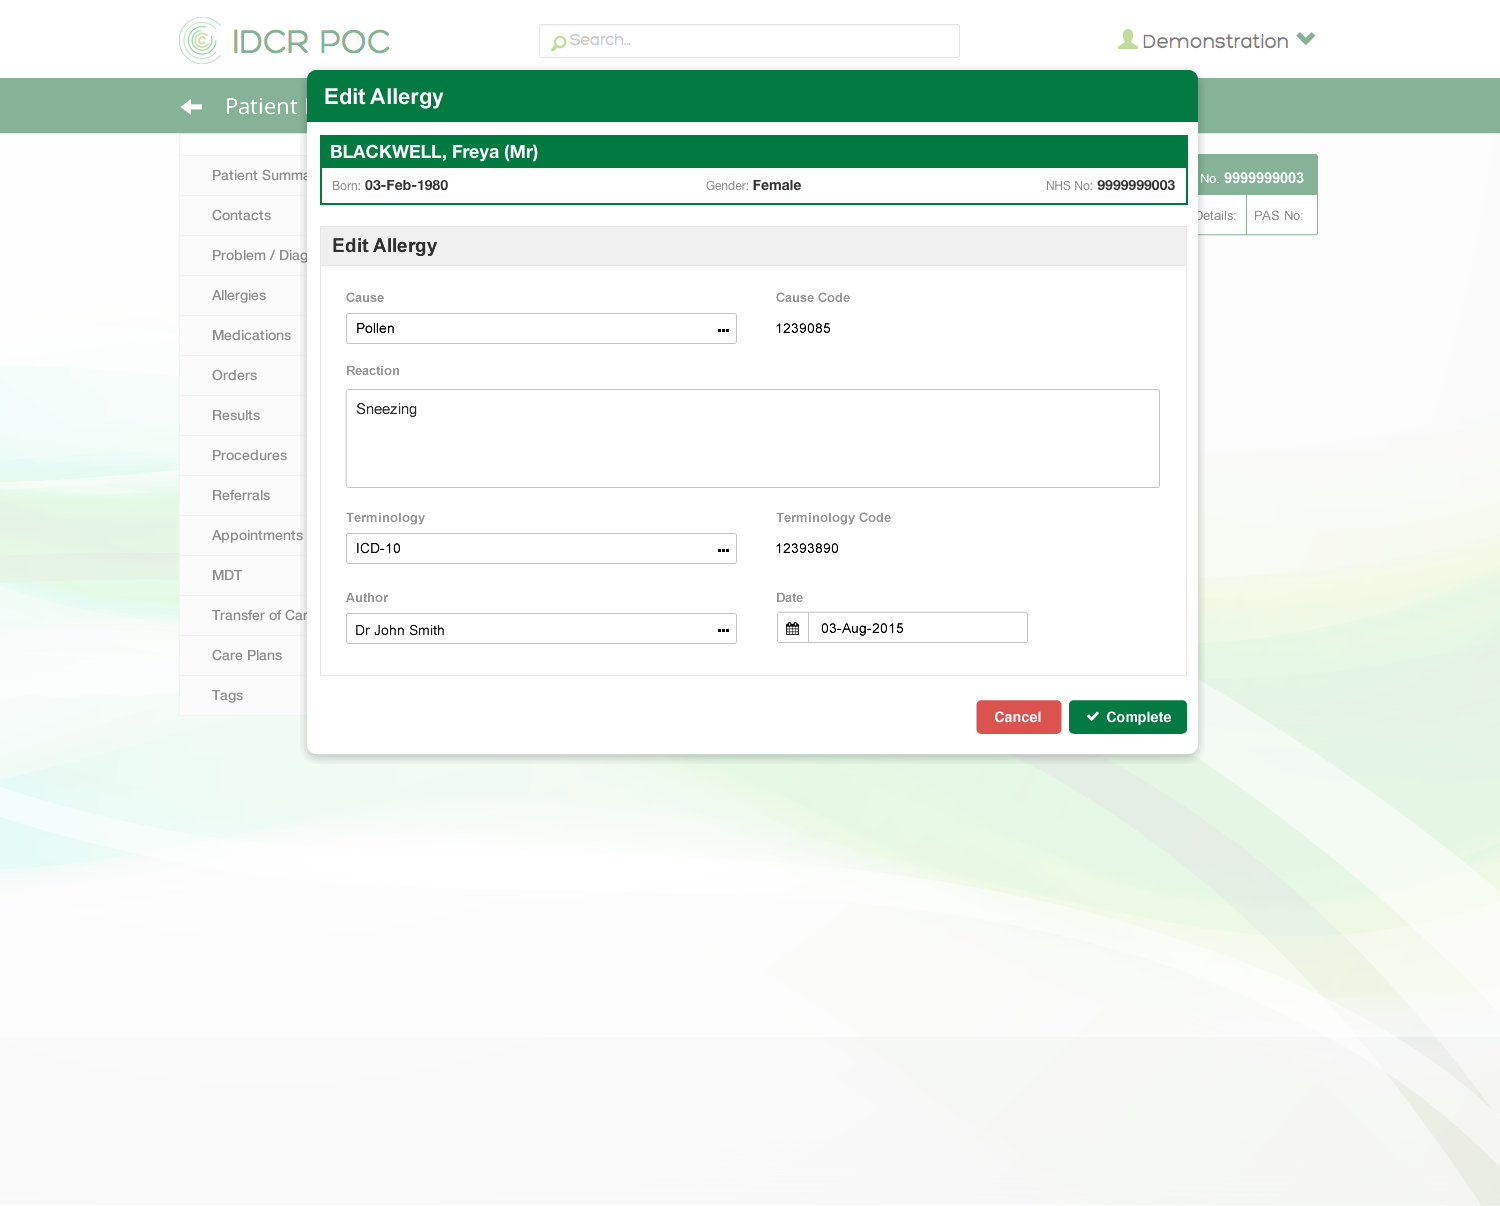 IDCR POC
Search...
Demonstration
Patient
Edit Allergy
BLACKWELL, Freya (Mr)
Born: 03-Feb-1980 Gender: Female NHS No: 9999999003
No. 9999999003
Details: PAS No:
Patient Summa
Contacts
Problem / Diag
Allergies
Medications
Orders
Results
Procedures
Referrals
Appointments
MDT
Transfer of Car
Care Plans
Tags
Edit Allergy
Cause Cause Code
Pollen ... 1239085
Reaction
Sneezing
Terminology Terminology Code
ICD-10 ... 12393890
Author Date
Dr John Smith ... 03-Aug-2015
Cancel Complete